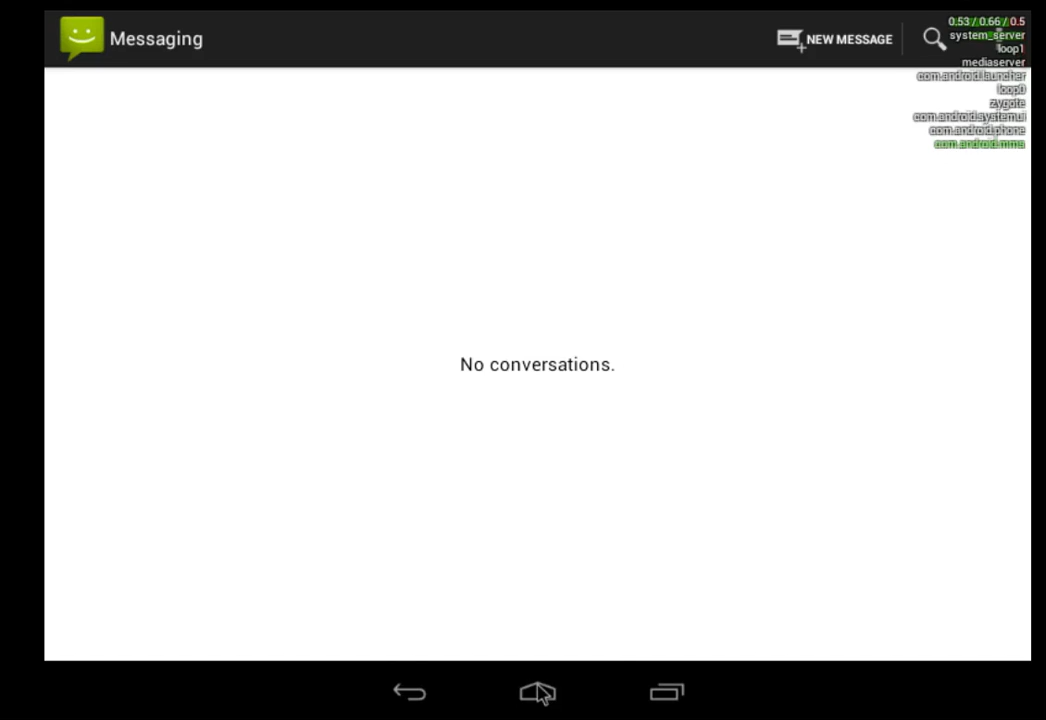 Messaging
NEW MESSAGE
0.53 / 0.66 / 0.5
system_server
loop1
mediaserver
com.android.launcher
loop0
zygote
com.android.systemui
com.android.phone
com.android.mms
No conversations.